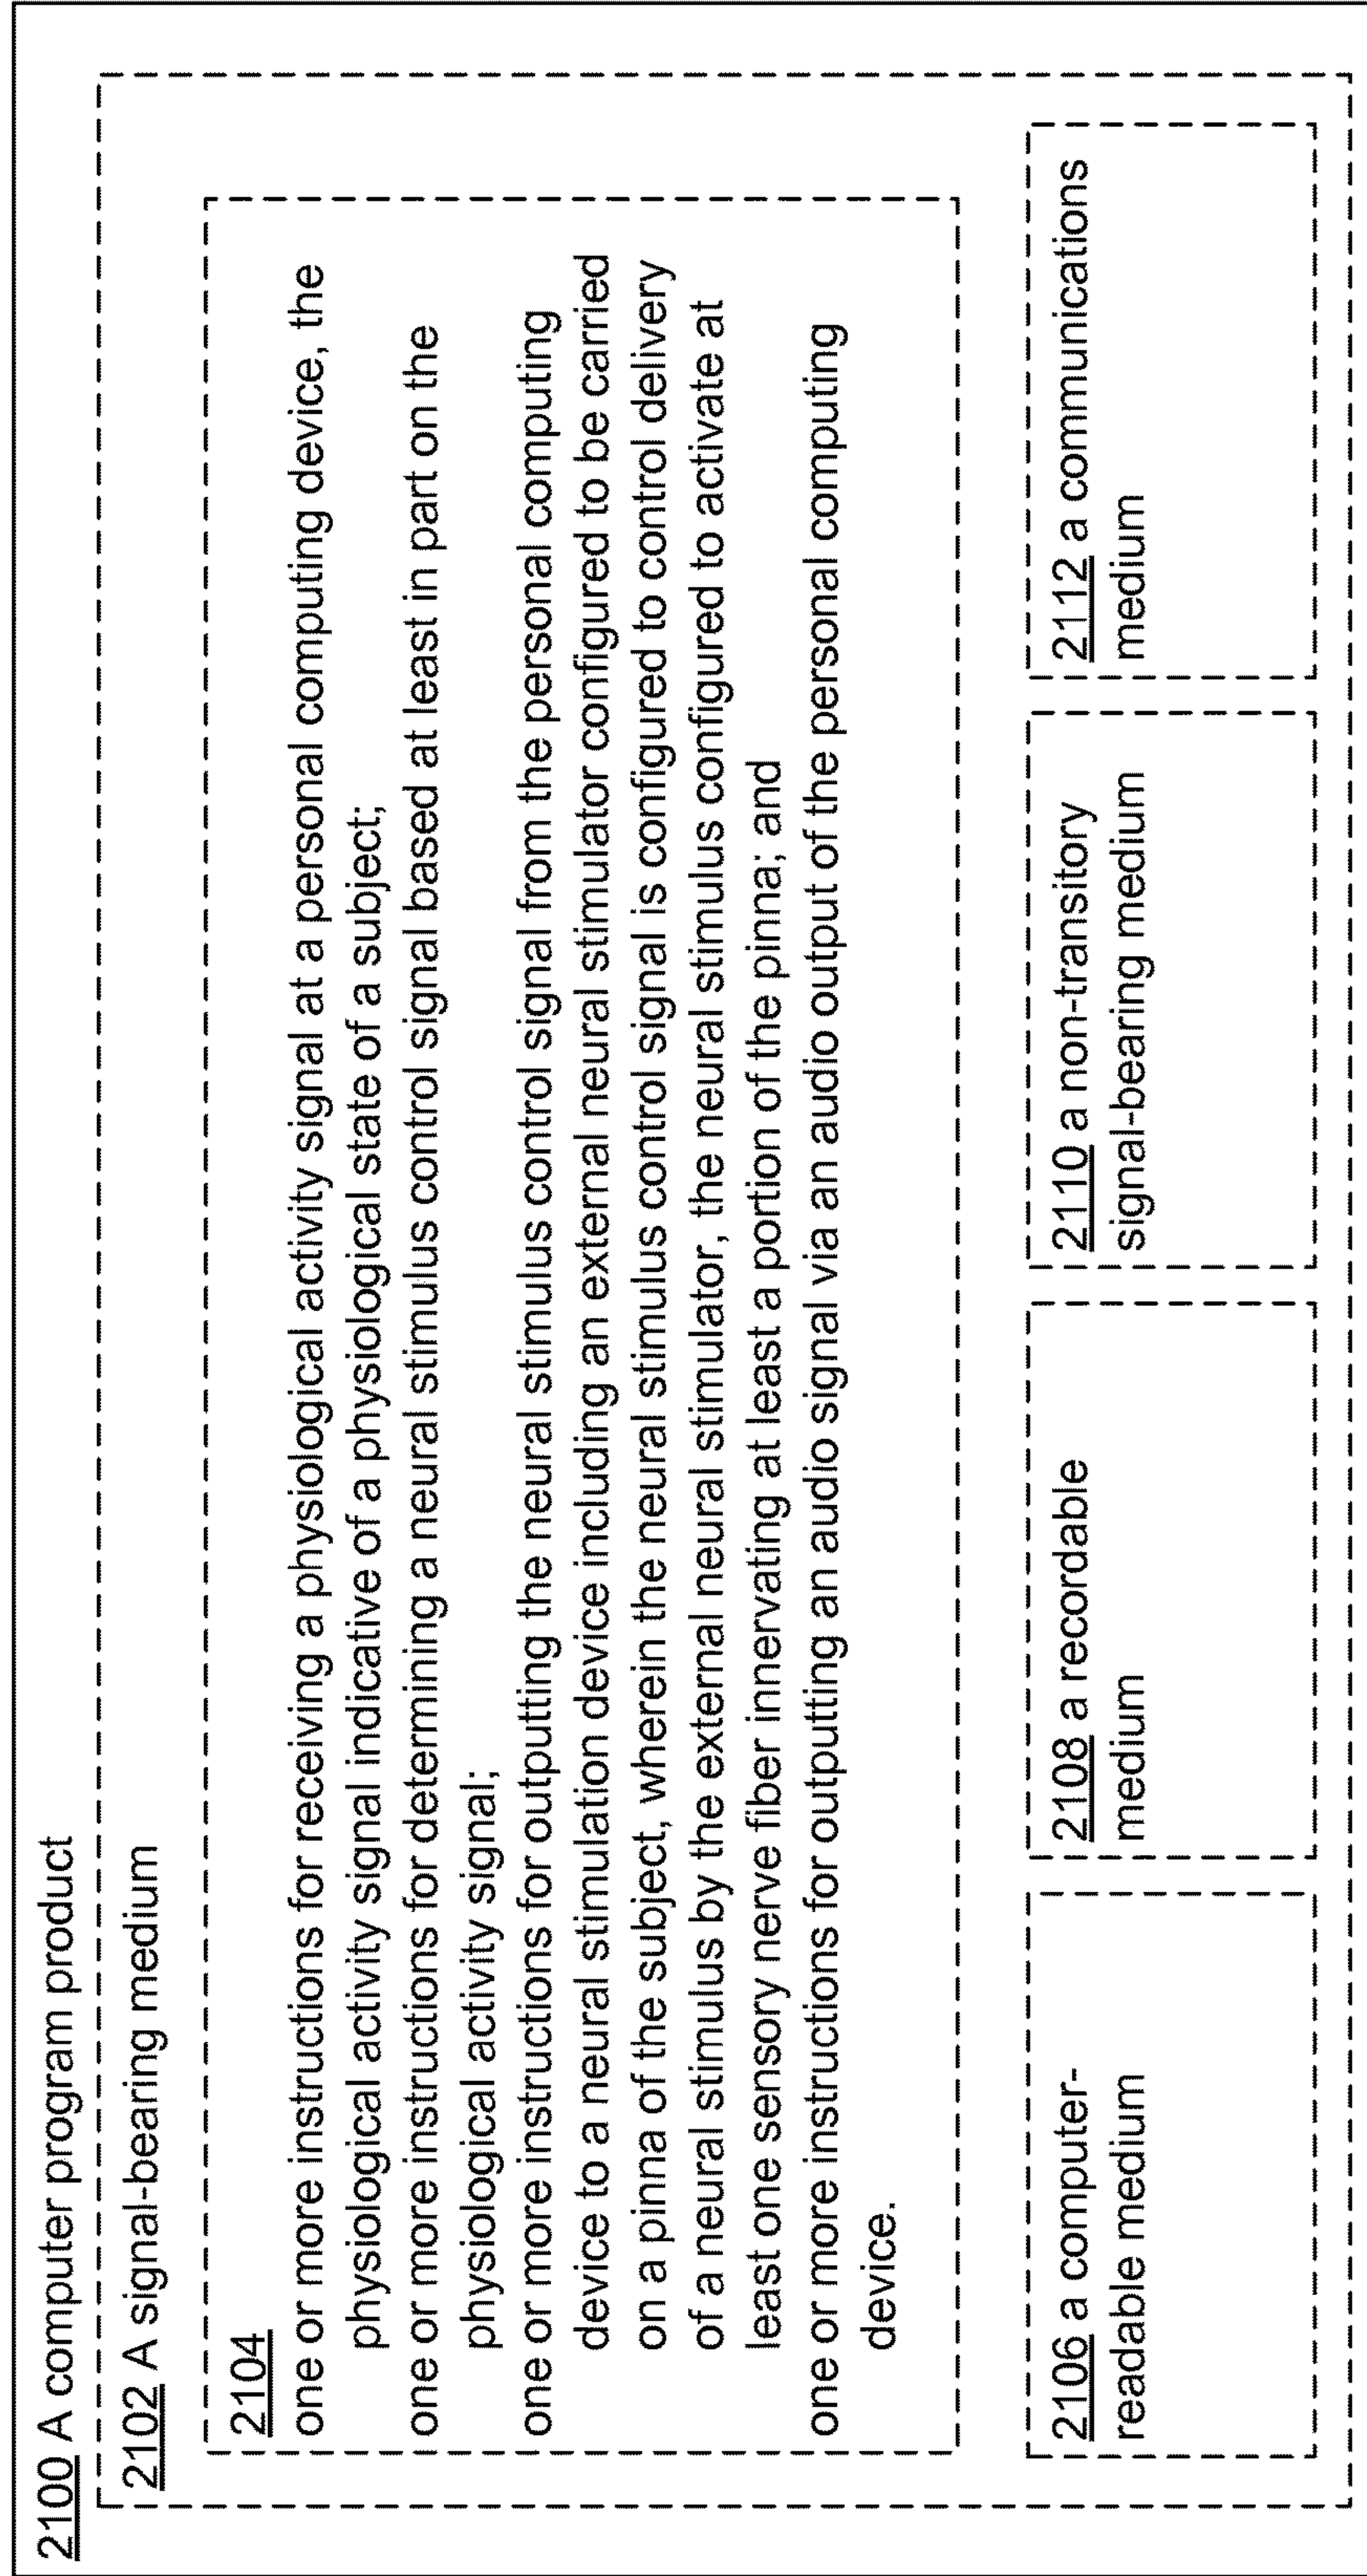 2100 A computer program product
2102 A signal-bearing medium
2104
one or more instructions for receiving a physiological activity signal at a personal computing device, the
physiological activity signal indicative of a physiological state of a subject;
one or more instructions for determining a neural stimulus control signal based at least in part on the
physiological activity signal;
one or more instructions for outputting the neural stimulus control signal from the personal computing
device to a neural stimulation device including an external neural stimulator configured to be carried
on a pinna of the subject, wherein the neural stimulus control signal is configured to control delivery
of a neural stimulus by the external neural stimulator, the neural stimulus configured to activate at
least one sensory nerve fiber innervating at least a portion of the pinna; and
one or more instructions for outputting an audio signal via an audio output of the personal computing
device.
2106 a computer-
readable medium
2108 a recordable
medium
2110 a non-transitory
signal-bearing medium
2112 a communications
medium